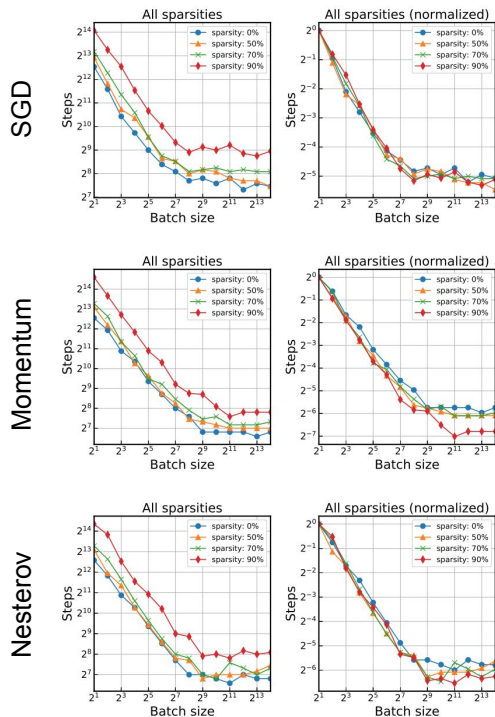 All sparsities
All sparsities (normalized)
SGD
Steps
2^14
2^13
2^12
2^11
2^10
2^9
2^8
2^7
sparsity: 0%
sparsity: 50%
sparsity: 70%
sparsity: 90%
2^1 2^3 2^5 2^7 2^9 2^11 2^13
Batch size
Steps
2^0
2^-1
2^-2
2^-3
2^-4
2^-5
sparsity: 0%
sparsity: 50%
sparsity: 70%
sparsity: 90%
2^1 2^3 2^5 2^7 2^9 2^11 2^13
Batch size
All sparsities
All sparsities (normalized)
Momentum
Steps
2^14
2^13
2^12
2^11
2^10
2^9
2^8
2^7
sparsity: 0%
sparsity: 50%
sparsity: 70%
sparsity: 90%
2^1 2^3 2^5 2^7 2^9 2^11 2^13
Batch size
Steps
2^0
2^-1
2^-2
2^-3
2^-4
2^-5
2^-6
2^-7
sparsity: 0%
sparsity: 50%
sparsity: 70%
sparsity: 90%
2^1 2^3 2^5 2^7 2^9 2^11 2^13
Batch size
All sparsities
All sparsities (normalized)
Nesterov
Steps
2^14
2^13
2^12
2^11
2^10
2^9
2^8
2^7
sparsity: 0%
sparsity: 50%
sparsity: 70%
sparsity: 90%
2^1 2^3 2^5 2^7 2^9 2^11 2^13
Batch size
Steps
2^0
2^-1
2^-2
2^-3
2^-4
2^-5
2^-6
sparsity: 0%
sparsity: 50%
sparsity: 70%
sparsity: 90%
2^1 2^3 2^5 2^7 2^9 2^11 2^13
Batch size